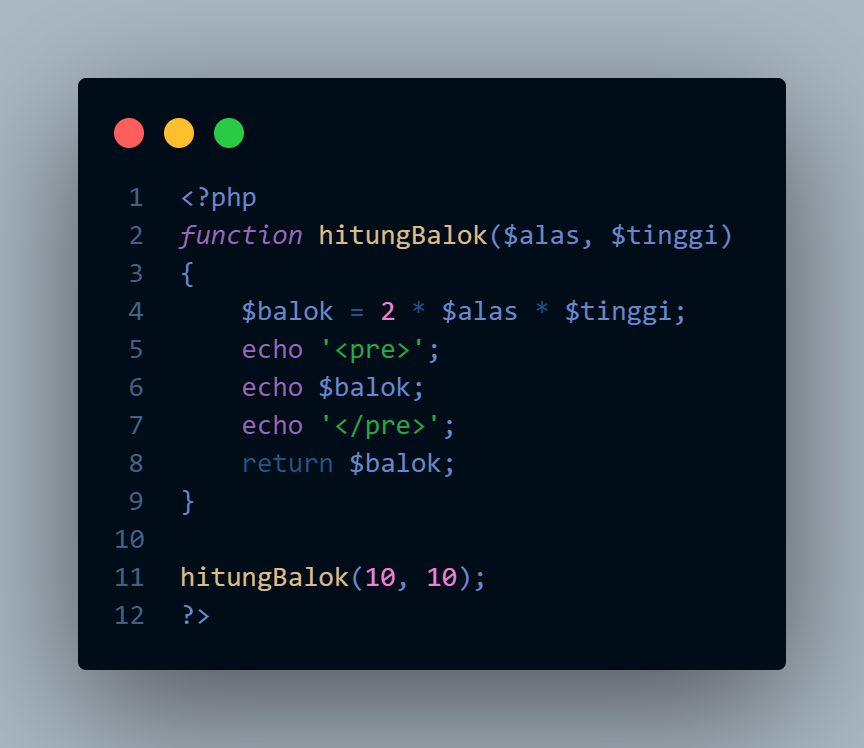 1 <?php
2 function hitungBalok($alas, $tinggi)
3 {
4     $balok = 2 * $alas * $tinggi;
5     echo '<pre>';
6     echo $balok;
7     echo '</pre>';
8     return $balok;
9 }
10
11 hitungBalok(10, 10);
12 ?>